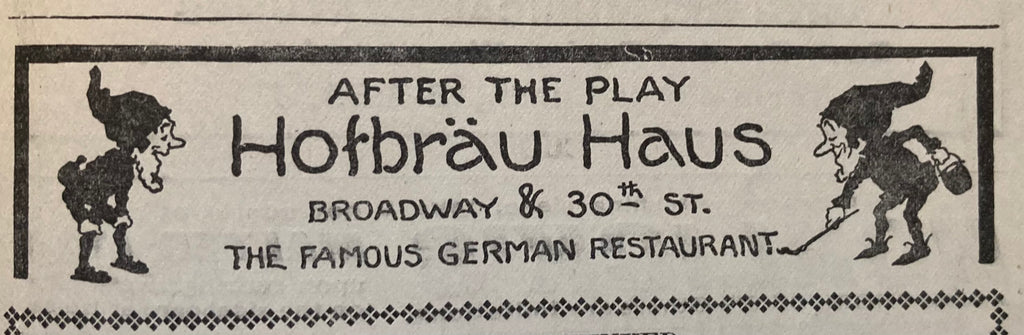 AFTER THE PLAY
Hofbräu Haus
BROADWAY & 30th ST.
THE FAMOUS GERMAN RESTAURANT